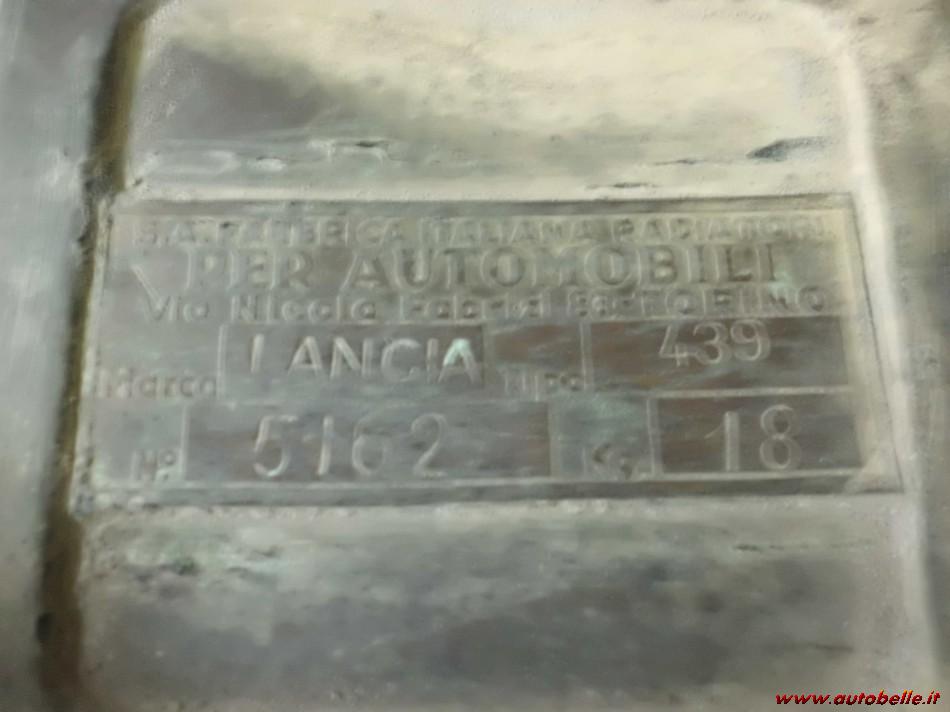 S.A. FABBRICA ITALIANA RADIATORI
PER AUTOMOBILI
Via Nicola Fabrizi TORINO
Marca LANCIA Tipo 439
No 5162 Kg. 18
www.autobelle.it